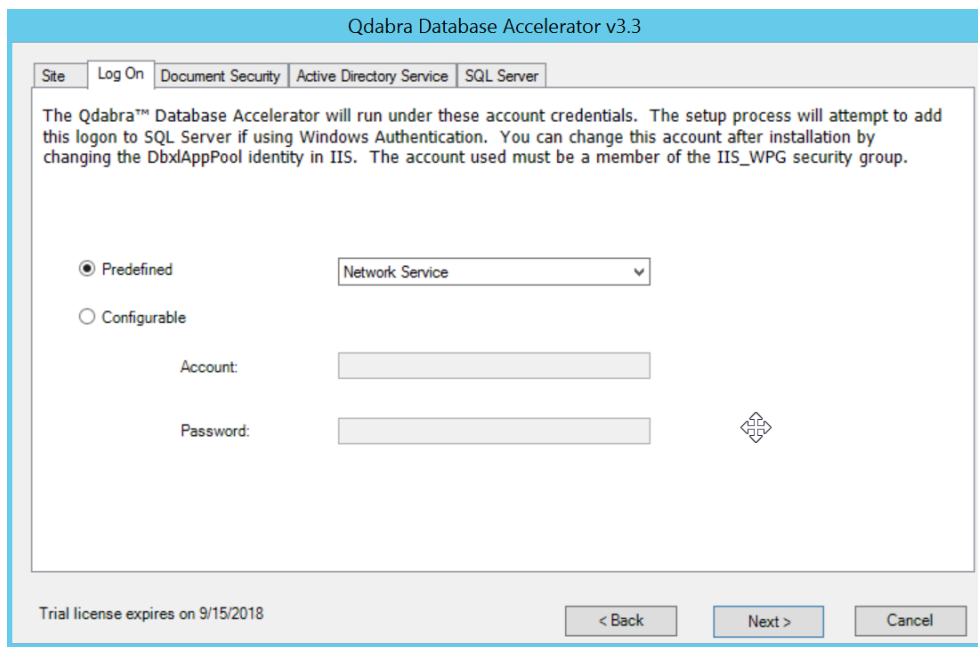 Qdabra Database Accelerator v3.3
Site Log On Document Security Active Directory Service SQL Server
The Qdabra™ Database Accelerator will run under these account credentials. The setup process will attempt to add
this logon to SQL Server if using Windows Authentication. You can change this account after installation by
changing the DbxlAppPool identity in IIS. The account used must be a member of the IIS_WPG security group.
Predefined Network Service
Configurable
Account:
Password:
Trial license expires on 9/15/2018 < Back Next > Cancel